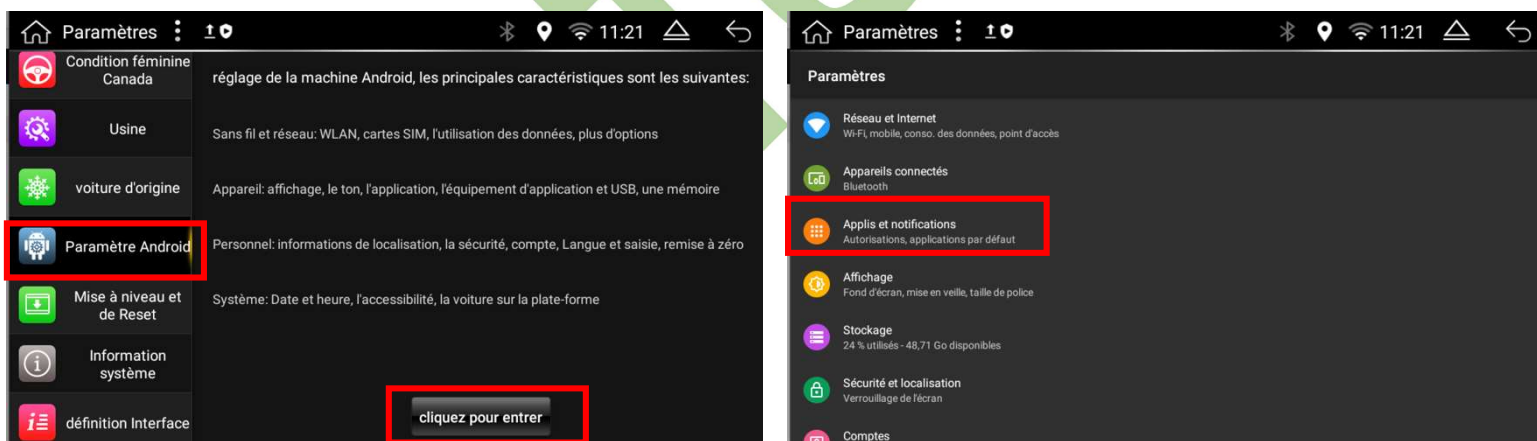 Paramètres
11:21
Condition féminine
Canada
Usine
voiture d'origine
Paramètre Android
Mise à niveau et
de Reset
Information
système
définition Interface
réglage de la machine Android, les principales caractéristiques sont les suivantes:
Sans fil et réseau: WLAN, cartes SIM, l'utilisation des données, plus d'options
Appareil: affichage, le ton, l'application, l'équipement d'application et USB, une mémoire
Personnel: informations de localisation, la sécurité, compte, Langue et saisie, remise à zéro
Système: Date et heure, l'accessibilité, la voiture sur la plate-forme
cliquez pour entrer
Paramètres
11:21
Paramètres
Réseau et Internet
Wi-Fi, mobile, conso. des données, point d'accès
Appareils connectés
Bluetooth
Applis et notifications
Autorisations, applications par défaut
Affichage
Fond d'écran, mise en veille, taille de police
Stockage
24 % utilisés - 48,71 Go disponibles
Sécurité et localisation
Verrouillage de l'écran
Comptes